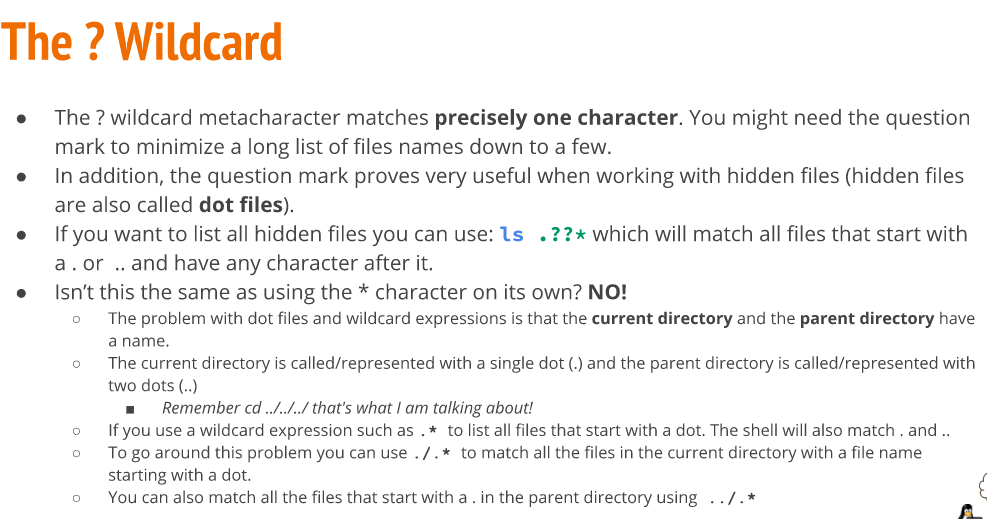 The ? Wildcard
● The ? wildcard metacharacter matches precisely one character. You might need the question
mark to minimize a long list of files names down to a few.
● In addition, the question mark proves very useful when working with hidden files (hidden files
are also called dot files).
● If you want to list all hidden files you can use: ls .??* which will match all files that start with
a . or .. and have any character after it.
● Isn’t this the same as using the * character on its own? NO!
○ The problem with dot files and wildcard expressions is that the current directory and the parent directory have
a name.
○ The current directory is called/represented with a single dot (.) and the parent directory is called/represented with
two dots (..)
■ Remember cd ../../../ that's what I am talking about!
○ If you use a wildcard expression such as .* to list all files that start with a dot. The shell will also match . and ..
○ To go around this problem you can use ./.* to match all the files in the current directory with a file name
starting with a dot.
○ You can also match all the files that start with a . in the parent directory using ../.*